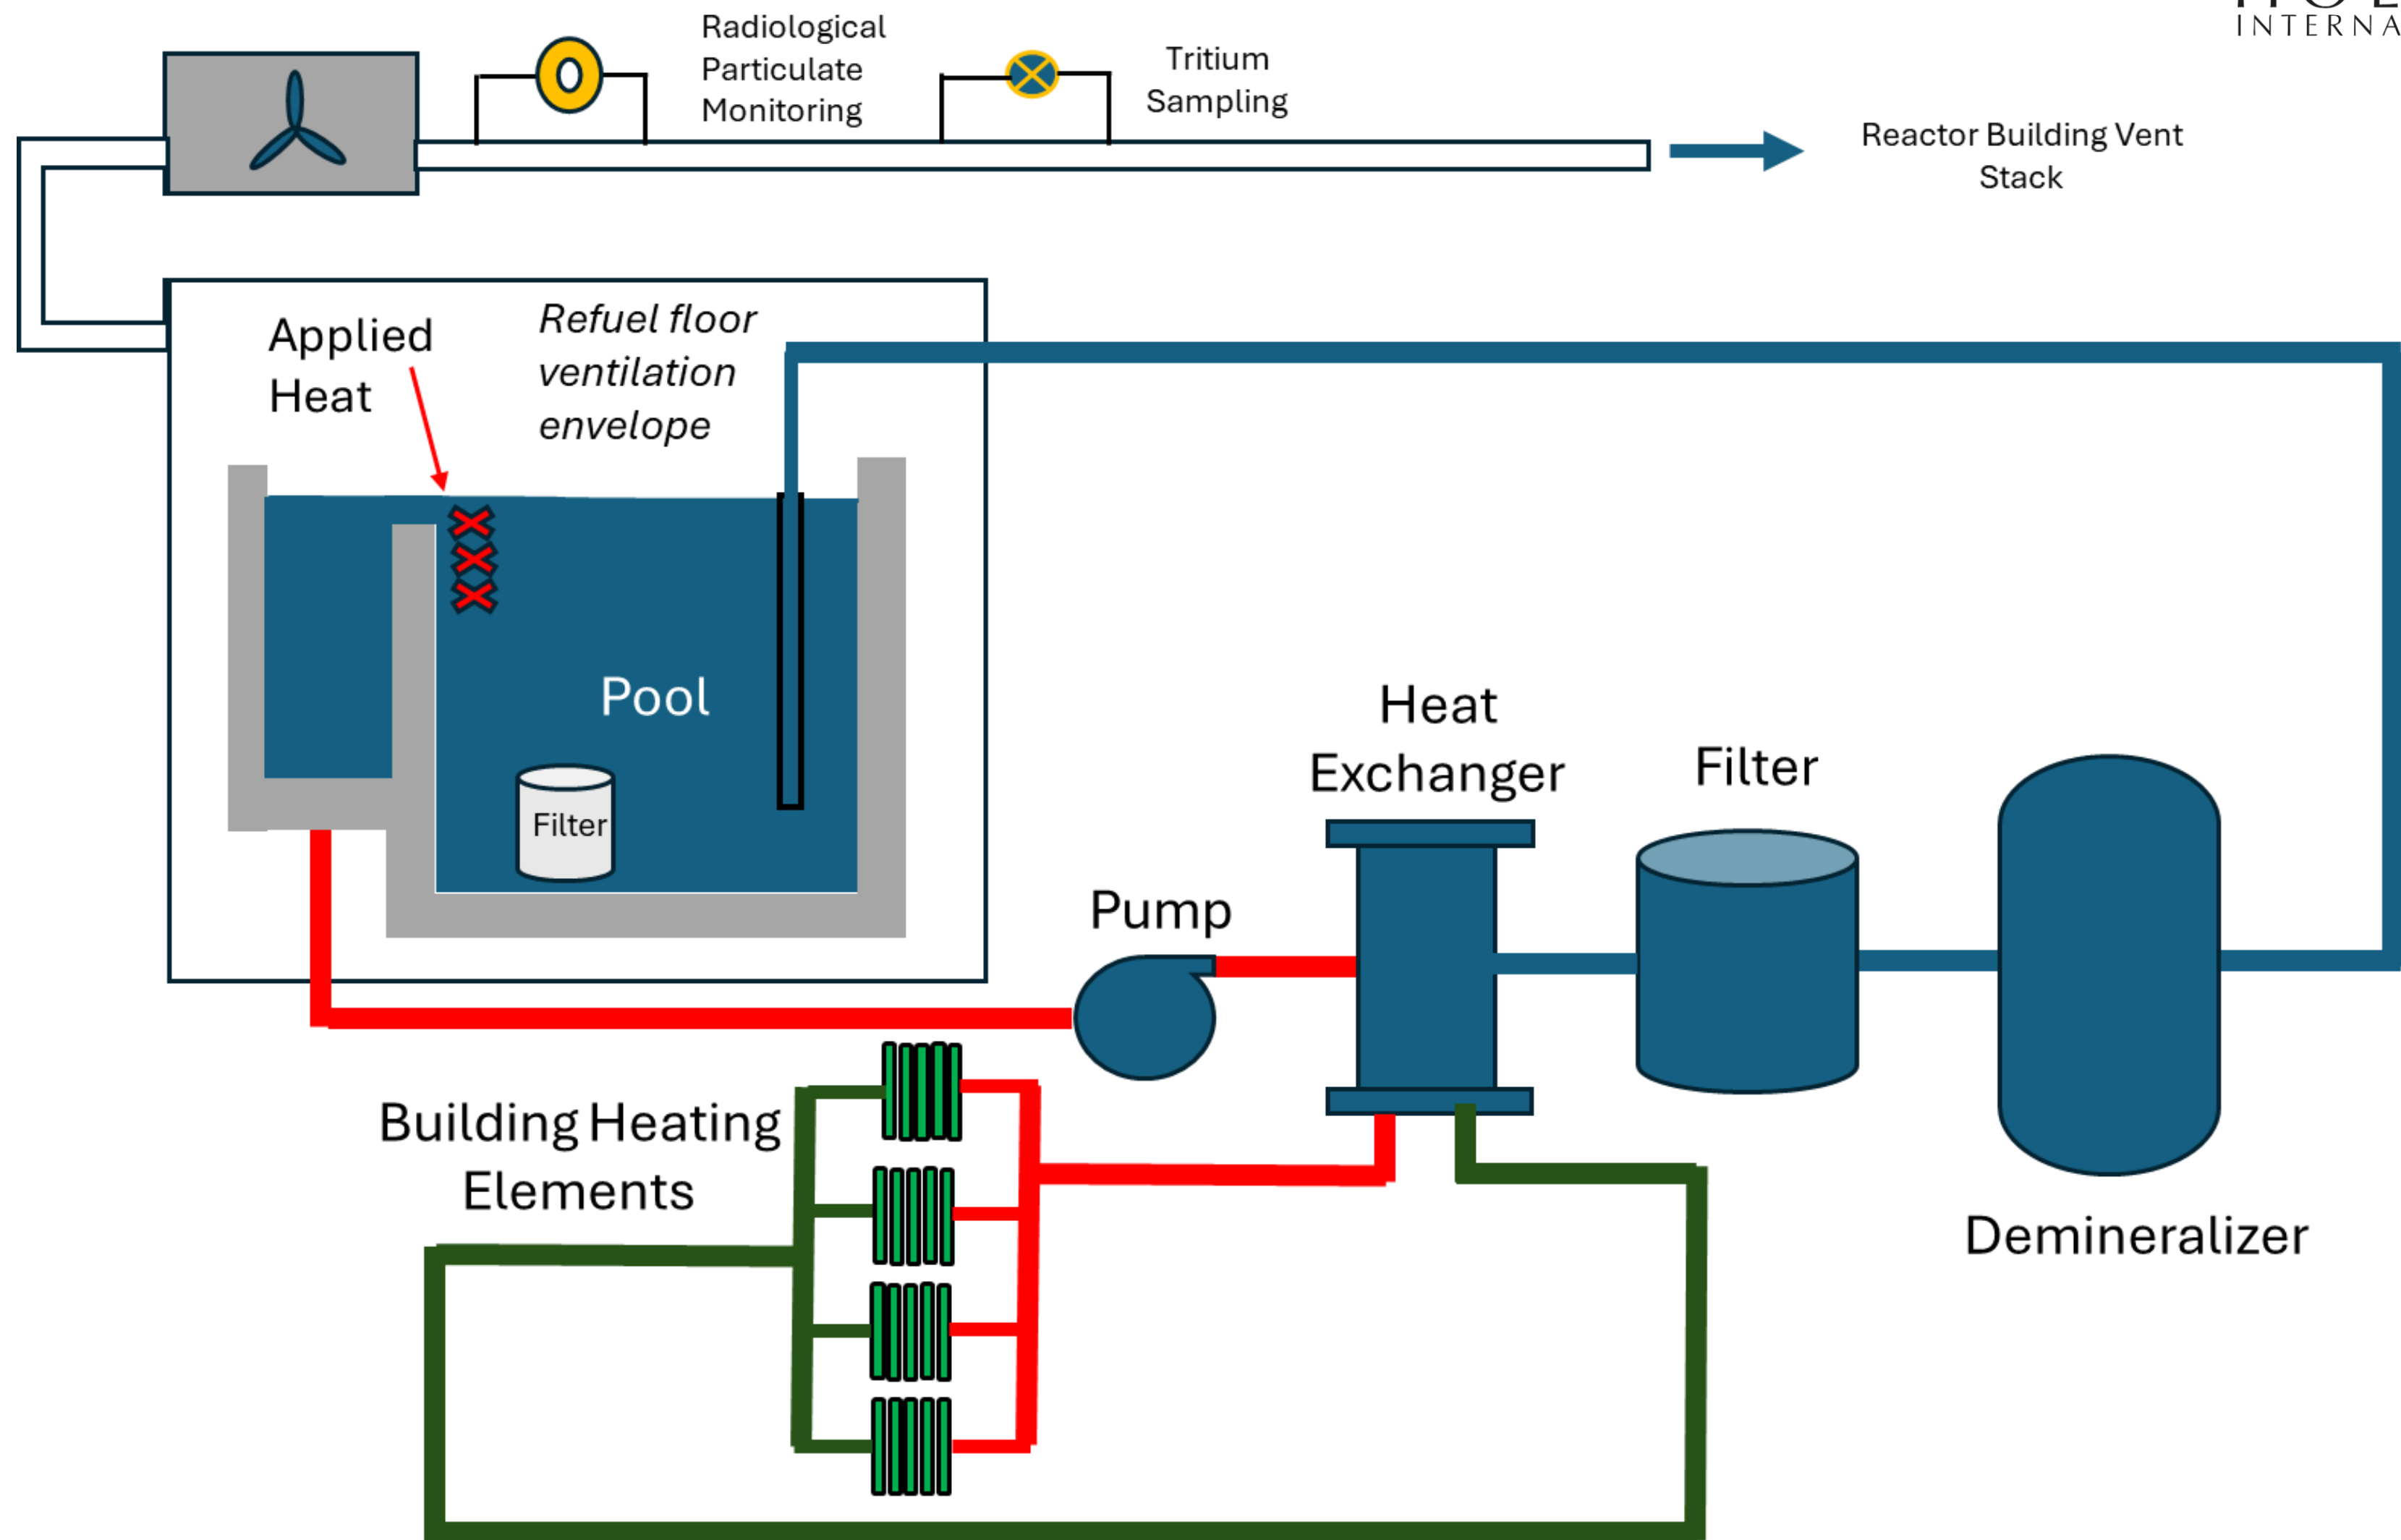 INTERNA
Radiological
Particulate
Monitoring
Tritium
Sampling
Reactor Building Vent
Stack
Applied
Heat
Refuel floor
ventilation
envelope
Pool
Filter
Heat
Exchanger
Filter
Pump
Building Heating
Elements
Demineralizer